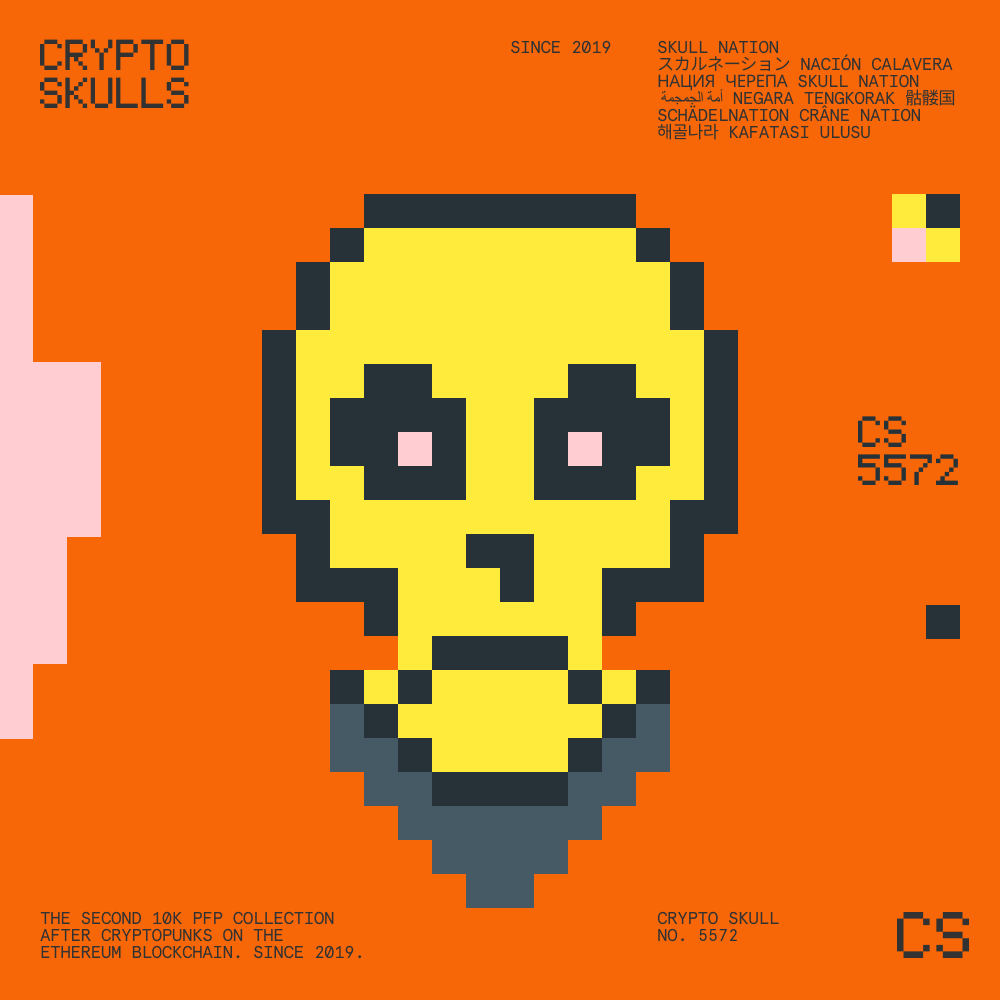 CRYPTO
SKULLS
SINCE 2019
SKULL NATION
スカルネーション NACIÓN CALAVERA
НАЦИЯ ЧЕРЕПА SKULL NATION
أمة الجمجمة NEGARA TENGKORAK 骷髅国
SCHÄDELNATION CRÂNE NATION
해골나라 KAFATASI ULUSU
CS
5572
THE SECOND 10K PFP COLLECTION
AFTER CRYPTOPUNKS ON THE
ETHEREUM BLOCKCHAIN. SINCE 2019.
CRYPTO SKULL
NO. 5572
CS